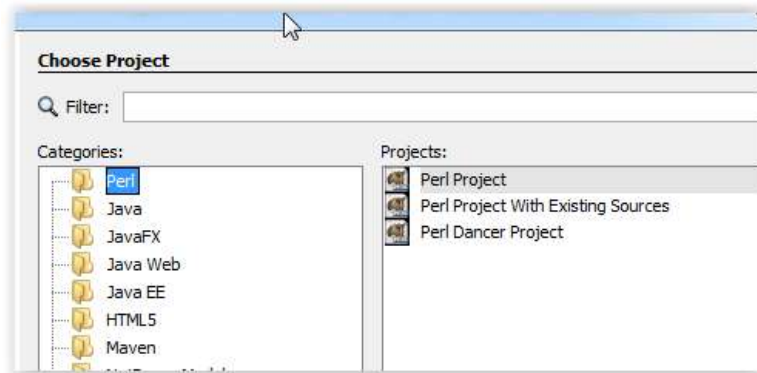 Choose Project
Filter:
Categories:
Projects:
Perl
Java
JavaFX
Java Web
Java EE
HTML5
Maven
Perl Project
Perl Project With Existing Sources
Perl Dancer Project